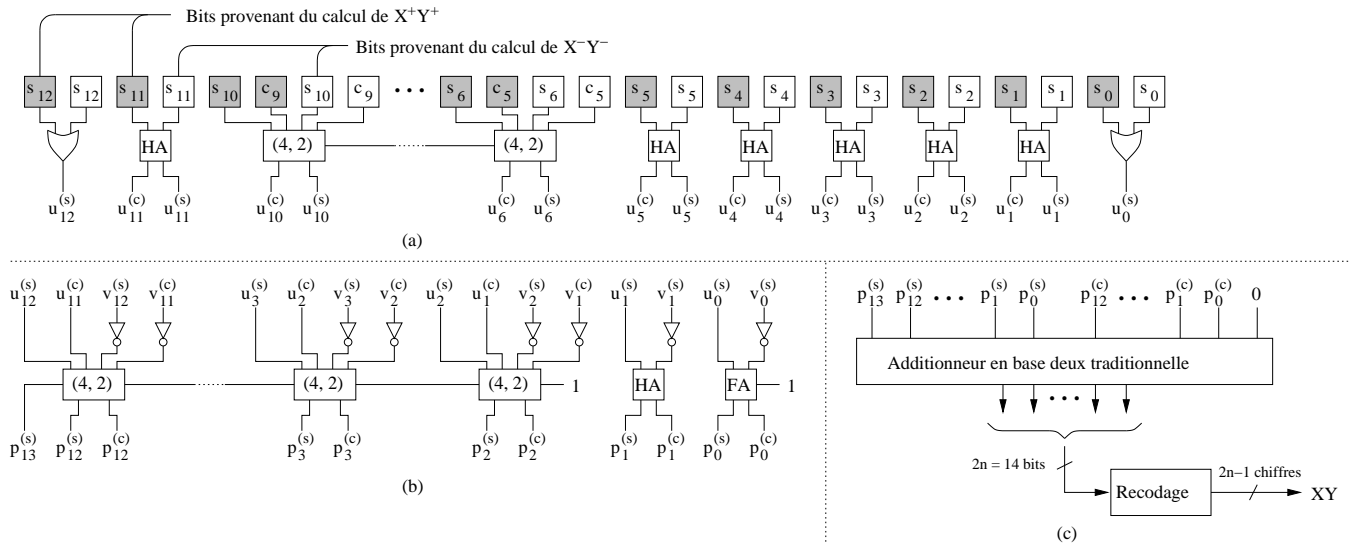 Bits provenant du calcul de X⁺Y⁺
Bits provenant du calcul de X⁻Y⁻
s12 s12 s11 s11 s10 c9 s10 c9 ••• s6 c5 s6 c5 s5 s5 s4 s4 s3 s3 s2 s2 s1 s1 s0 s0
HA (4, 2) (4, 2) HA HA HA HA HA
u12(s) u11(c) u11(s) u10(c) u10(s) u6(c) u6(s) u5(c) u5(s) u4(c) u4(s) u3(c) u3(s) u2(c) u2(s) u1(c) u1(s) u0(s)
(a)
u12(s) u11(c) v12(s) v11(c) u3(s) u2(c) v3(s) v2(c) u2(s) u1(c) v2(s) v1(c) u1(s) v1(s) u0(s) v0(s)
(4, 2) (4, 2) (4, 2) 1 HA FA 1
p13(s) p12(s) p12(c) p3(s) p3(c) p2(s) p2(c) p1(s) p1(c) p0(s) p0(c)
(b)
p13(s) p12(s) ••• p1(s) p0(s) p12(c) ••• p1(c) p0(c) 0
Additionneur en base deux traditionnelle
•••
2n = 14 bits
Recodage
2n−1 chiffres
XY
(c)